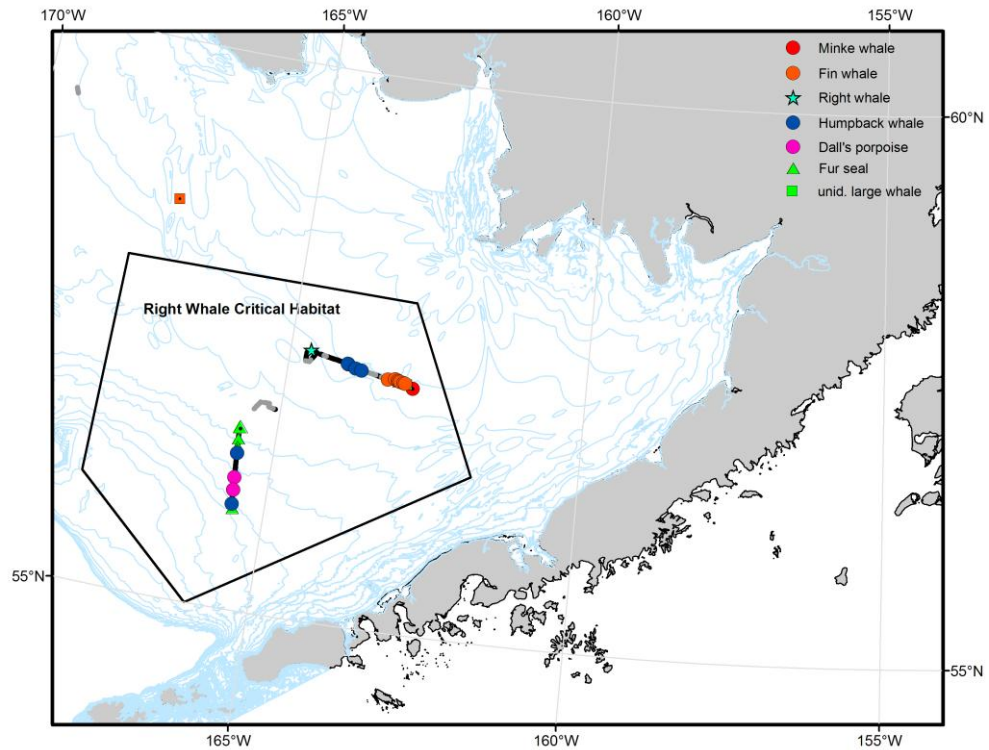 170°W 165°W 160°W 155°W
Minke whale
Fin whale
Right whale
Humpback whale
Dall's porpoise
Fur seal
unid. large whale
60°N
Right Whale Critical Habitat
55°N
55°N
165°W 160°W 155°W